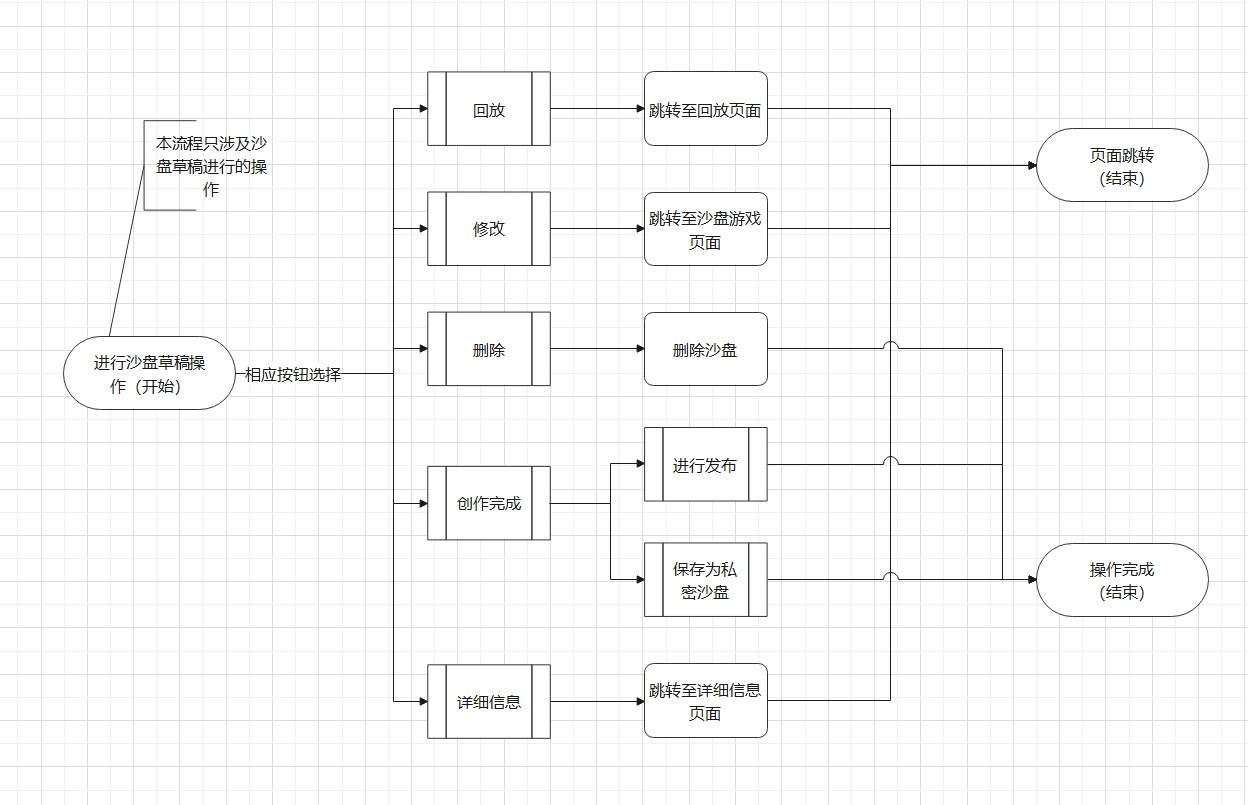 回放
跳转至回放页面
本流程只涉及沙
盘草稿进行的操
作
页面跳转
（结束）
修改
跳转至沙盘游戏
页面
删除
删除沙盘
进行沙盘草稿操
作（开始）
相应按钮选择
进行发布
创作完成
保存为私
密沙盘
操作完成
（结束）
详细信息
跳转至详细信息
页面